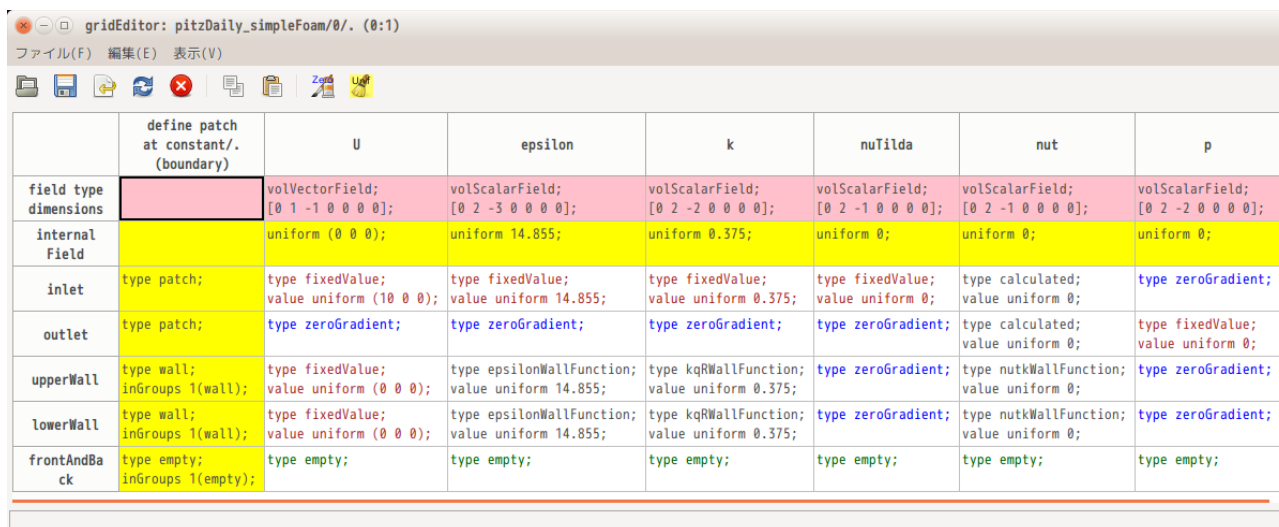 gridEditor: pitzDaily_simpleFoam/0/. (0:1)
ファイル(F) 編集(E) 表示(V)
Zero Unif
define patch
at constant/.
(boundary)
U
epsilon
k
nuTilda
nut
p
field type
dimensions
volVectorField;
[0 1 -1 0 0 0 0];
volScalarField;
[0 2 -3 0 0 0 0];
volScalarField;
[0 2 -2 0 0 0 0];
volScalarField;
[0 2 -1 0 0 0 0];
volScalarField;
[0 2 -1 0 0 0 0];
volScalarField;
[0 2 -2 0 0 0 0];
internal
Field
uniform (0 0 0);
uniform 14.855;
uniform 0.375;
uniform 0;
uniform 0;
uniform 0;
inlet
type patch;
type fixedValue;
value uniform (10 0 0);
type fixedValue;
value uniform 14.855;
type fixedValue;
value uniform 0.375;
type fixedValue;
value uniform 0;
type calculated;
value uniform 0;
type zeroGradient;
outlet
type patch;
type zeroGradient;
type zeroGradient;
type zeroGradient;
type zeroGradient;
type calculated;
value uniform 0;
type fixedValue;
value uniform 0;
upperWall
type wall;
inGroups 1(wall);
type fixedValue;
value uniform (0 0 0);
type epsilonWallFunction;
value uniform 14.855;
type kqRWallFunction;
value uniform 0.375;
type zeroGradient;
type nutkWallFunction;
value uniform 0;
type zeroGradient;
lowerWall
type wall;
inGroups 1(wall);
type fixedValue;
value uniform (0 0 0);
type epsilonWallFunction;
value uniform 14.855;
type kqRWallFunction;
value uniform 0.375;
type zeroGradient;
type nutkWallFunction;
value uniform 0;
type zeroGradient;
frontAndBa
ck
type empty;
inGroups 1(empty);
type empty;
type empty;
type empty;
type empty;
type empty;
type empty;